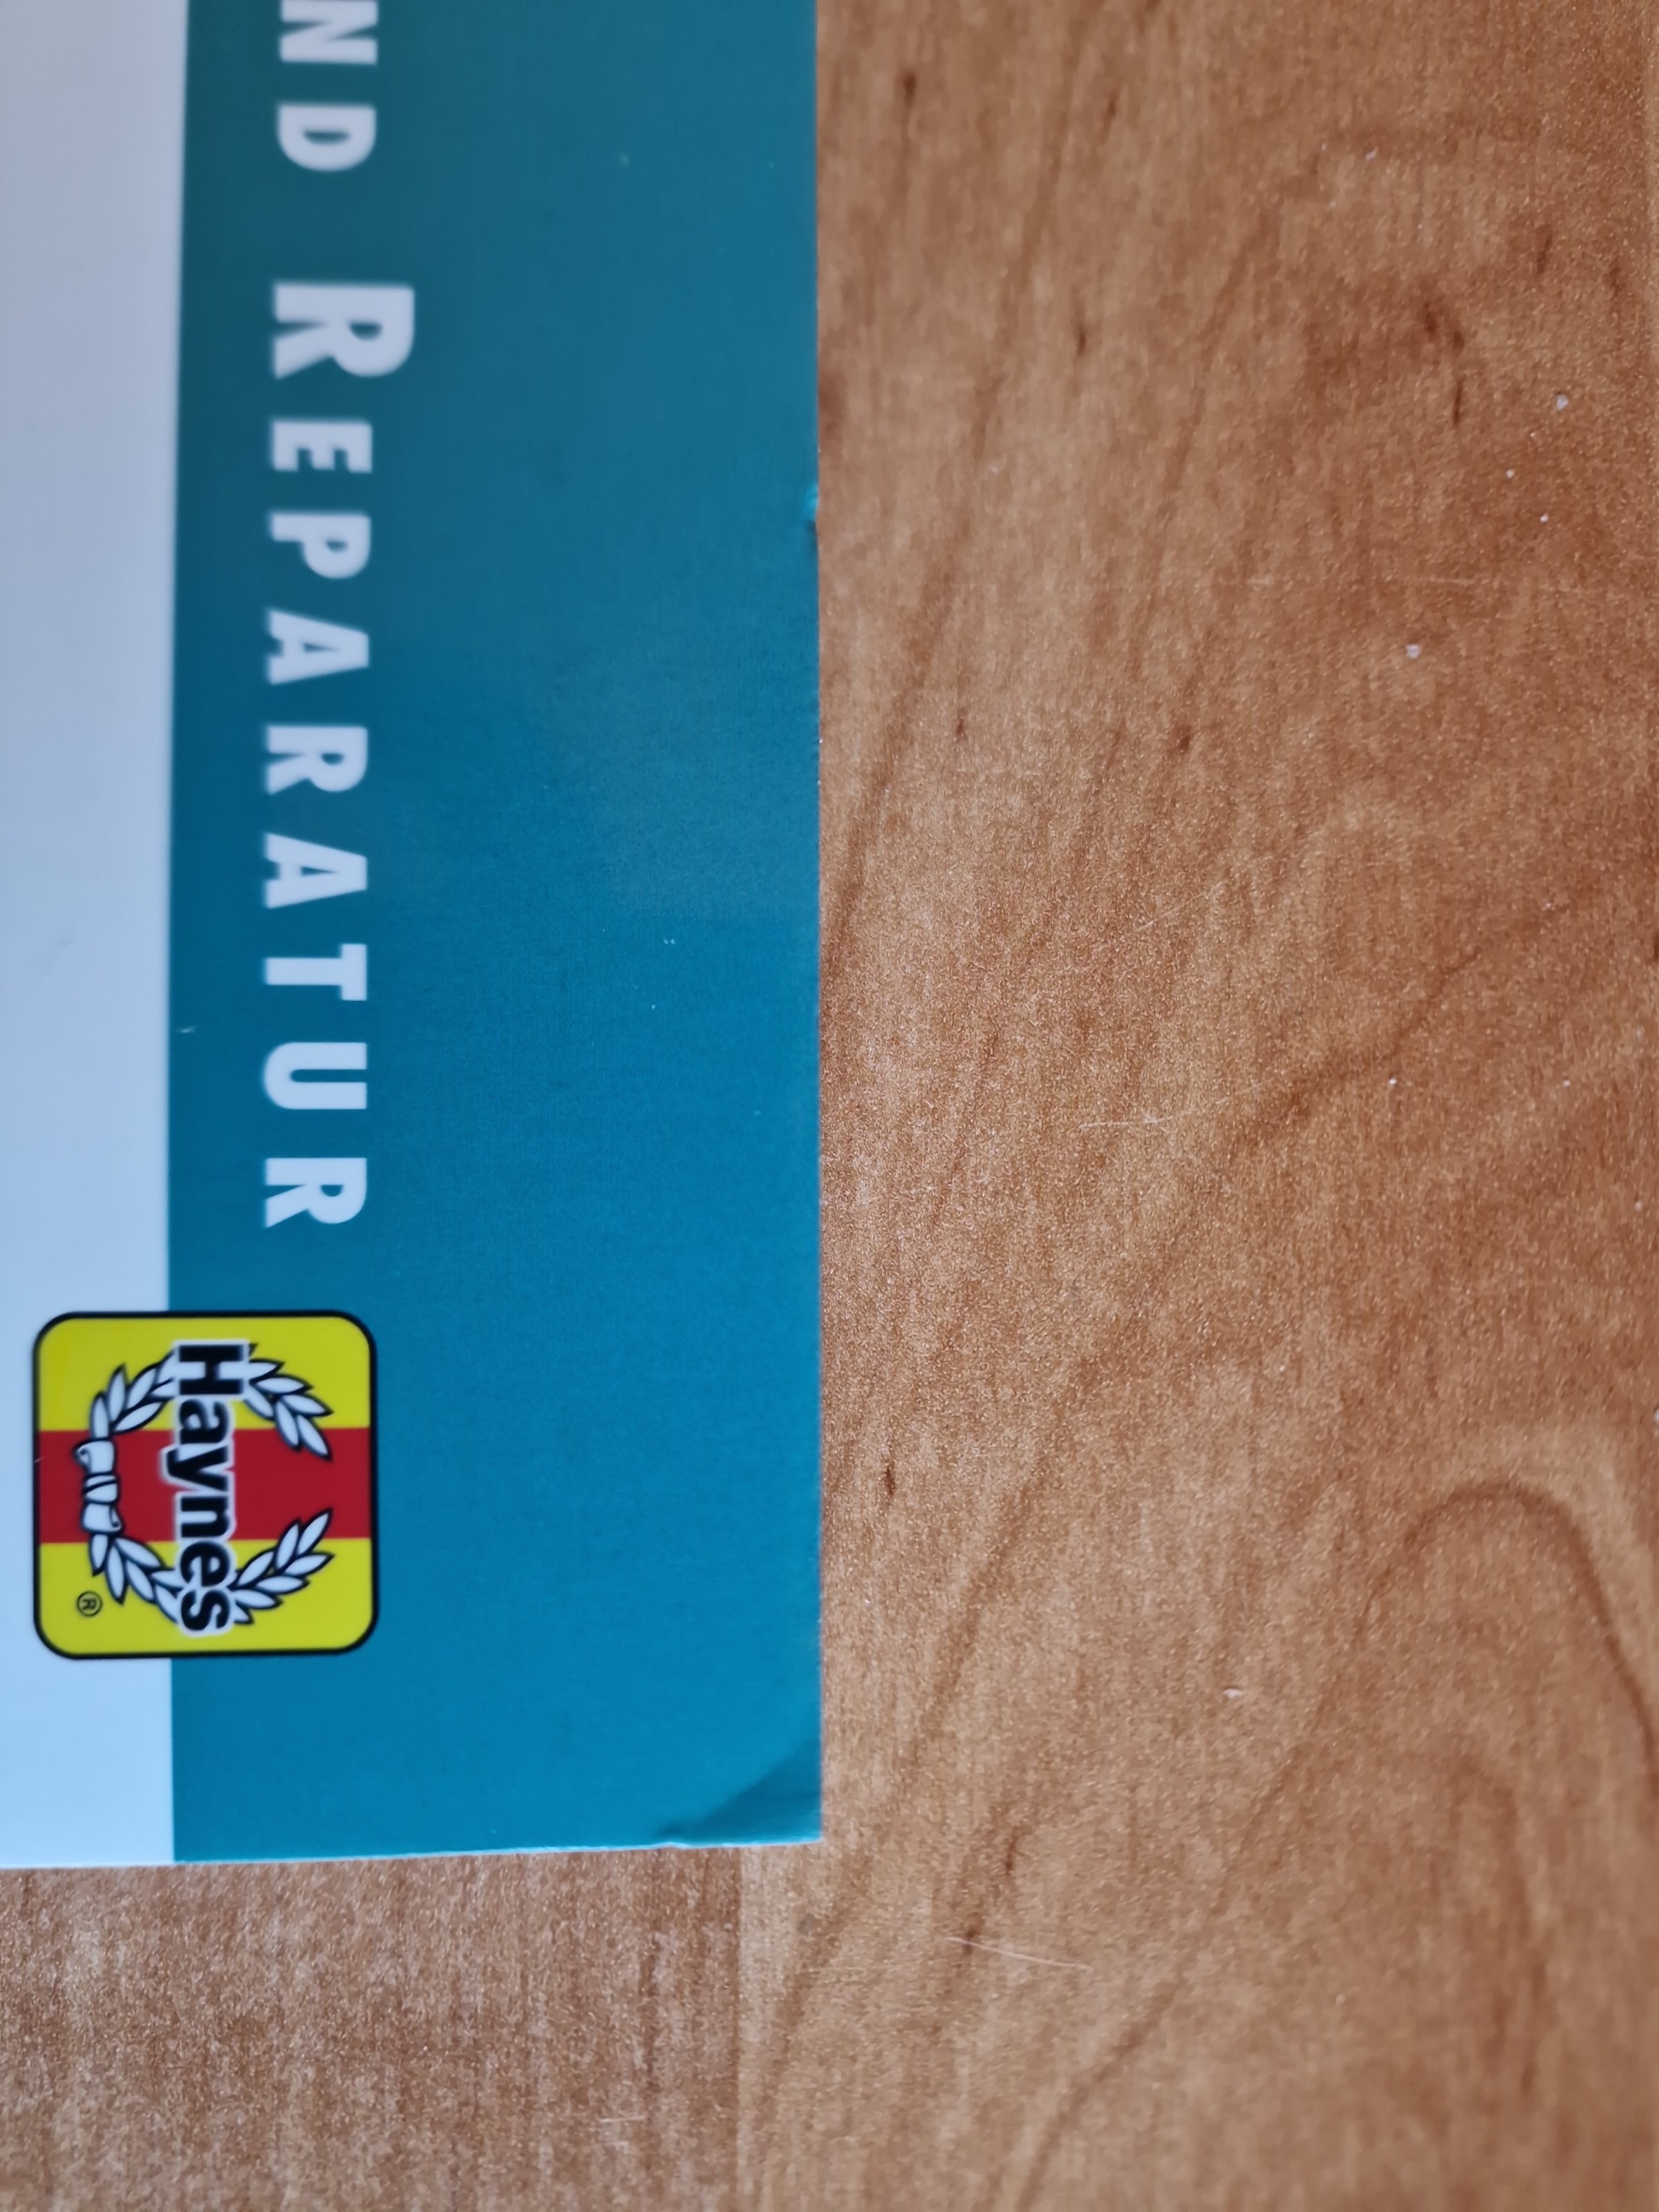 ND REPARATUR
Haynes
®